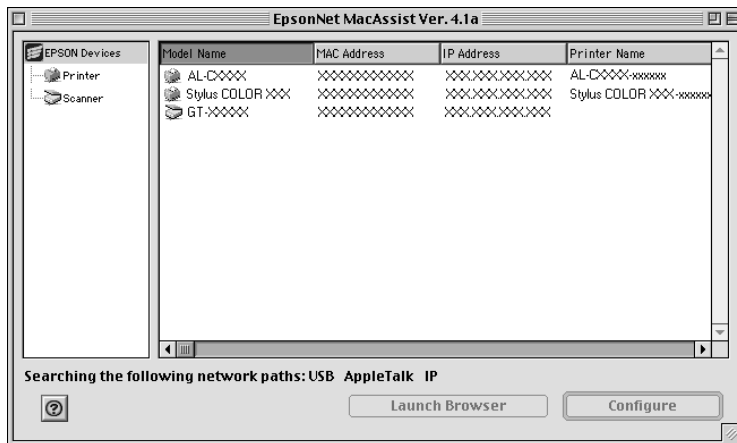 EpsonNet MacAssist Ver. 4.1a
EPSON Devices
Printer
Scanner
Model Name MAC Address IP Address Printer Name
AL-CXXXX XXXXXXXXXXXX XXX.XXX.XXX.XXX AL-CXXXX-xxxxxx
Stylus COLOR XXX XXXXXXXXXXXX XXX.XXX.XXX.XXX Stylus COLOR XXX-xxxxxx
GT-XXXXX XXXXXXXXXXXX XXX.XXX.XXX.XXX
Searching the following network paths: USB AppleTalk IP
?
Launch Browser
Configure